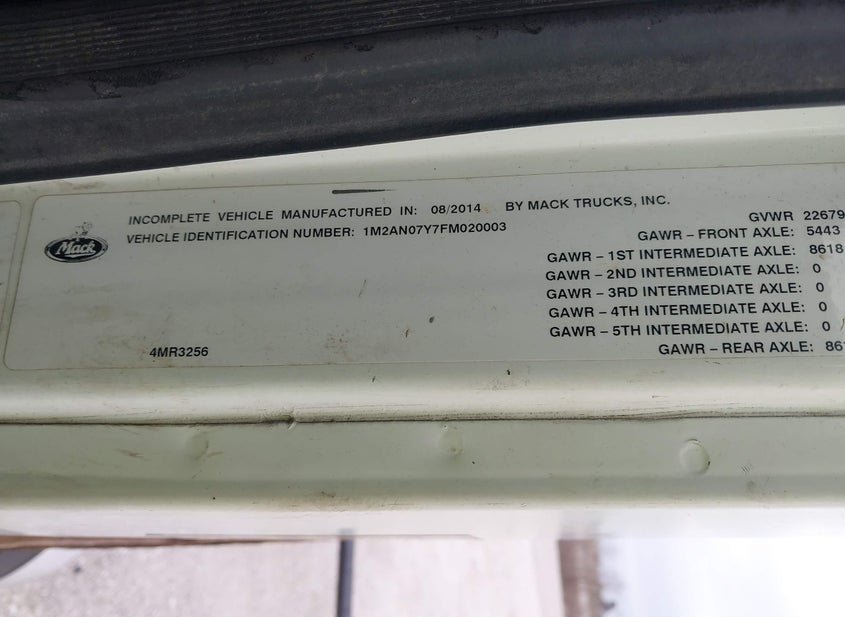 Mack
INCOMPLETE VEHICLE MANUFACTURED IN: 08/2014 BY MACK TRUCKS, INC.
VEHICLE IDENTIFICATION NUMBER: 1M2AN07Y7FM020003
4MR3256
GVWR 22679
GAWR – FRONT AXLE: 5443
GAWR – 1ST INTERMEDIATE AXLE: 8618
GAWR – 2ND INTERMEDIATE AXLE: 0
GAWR – 3RD INTERMEDIATE AXLE: 0
GAWR – 4TH INTERMEDIATE AXLE: 0
GAWR – 5TH INTERMEDIATE AXLE: 0
GAWR – REAR AXLE: